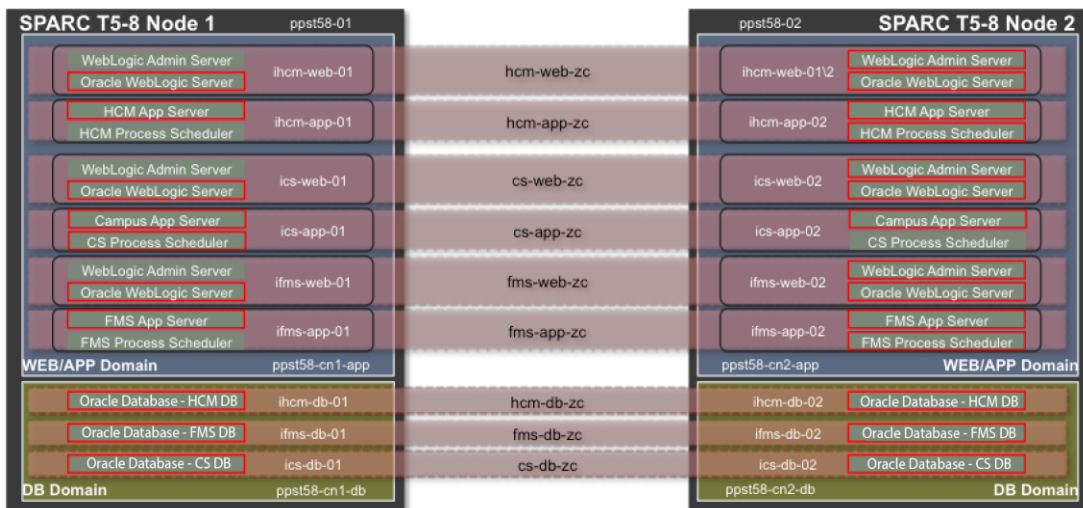 SPARC T5-8 Node 1 ppst58-01
ppst58-02 SPARC T5-8 Node 2
WebLogic Admin Server
Oracle WebLogic Server
ihcm-web-01
hcm-web-zc
ihcm-web-01\2
WebLogic Admin Server
Oracle WebLogic Server
HCM App Server
HCM Process Scheduler
ihcm-app-01
hcm-app-zc
ihcm-app-02
HCM App Server
HCM Process Scheduler
WebLogic Admin Server
Oracle WebLogic Server
ics-web-01
cs-web-zc
ics-web-02
WebLogic Admin Server
Oracle WebLogic Server
Campus App Server
CS Process Scheduler
ics-app-01
cs-app-zc
ics-app-02
Campus App Server
CS Process Scheduler
WebLogic Admin Server
Oracle WebLogic Server
ifms-web-01
fms-web-zc
ifms-web-02
WebLogic Admin Server
Oracle WebLogic Server
FMS App Server
FMS Process Scheduler
ifms-app-01
fms-app-zc
ifms-app-02
FMS App Server
FMS Process Scheduler
WEB/APP Domain ppst58-cn1-app
ppst58-cn2-app WEB/APP Domain
Oracle Database - HCM DB
ihcm-db-01
hcm-db-zc
ihcm-db-02
Oracle Database - HCM DB
Oracle Database - FMS DB
ifms-db-01
fms-db-zc
ifms-db-02
Oracle Database - FMS DB
Oracle Database - CS DB
ics-db-01
cs-db-zc
ics-db-02
Oracle Database - CS DB
DB Domain ppst58-cn1-db
ppst58-cn2-db DB Domain